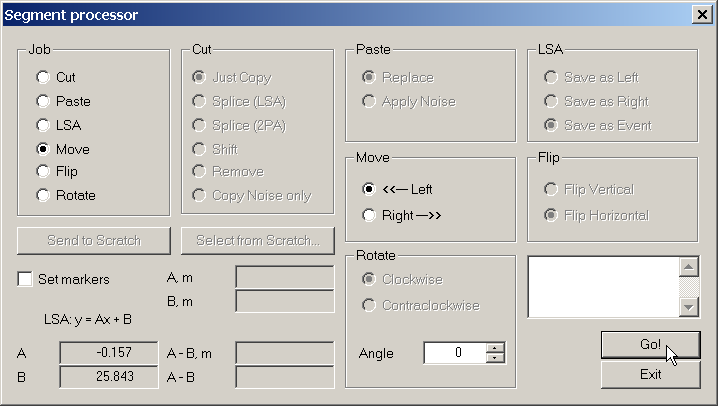 Segment processor
Job
Cut
Paste
LSA
Move
Flip
Rotate
Cut
Just Copy
Splice (LSA)
Splice (2PA)
Shift
Remove
Copy Noise only
Paste
Replace
Apply Noise
LSA
Save as Left
Save as Right
Save as Event
Move
<<— Left
Right —>>
Flip
Flip Vertical
Flip Horizontal
Send to Scratch
Select from Scratch...
Rotate
Clockwise
Contraclockwise
Angle 0
Set markers
A, m
B, m
LSA: y = Ax + B
A -0.157
B 25.843
A - B, m
A - B
Go!
Exit